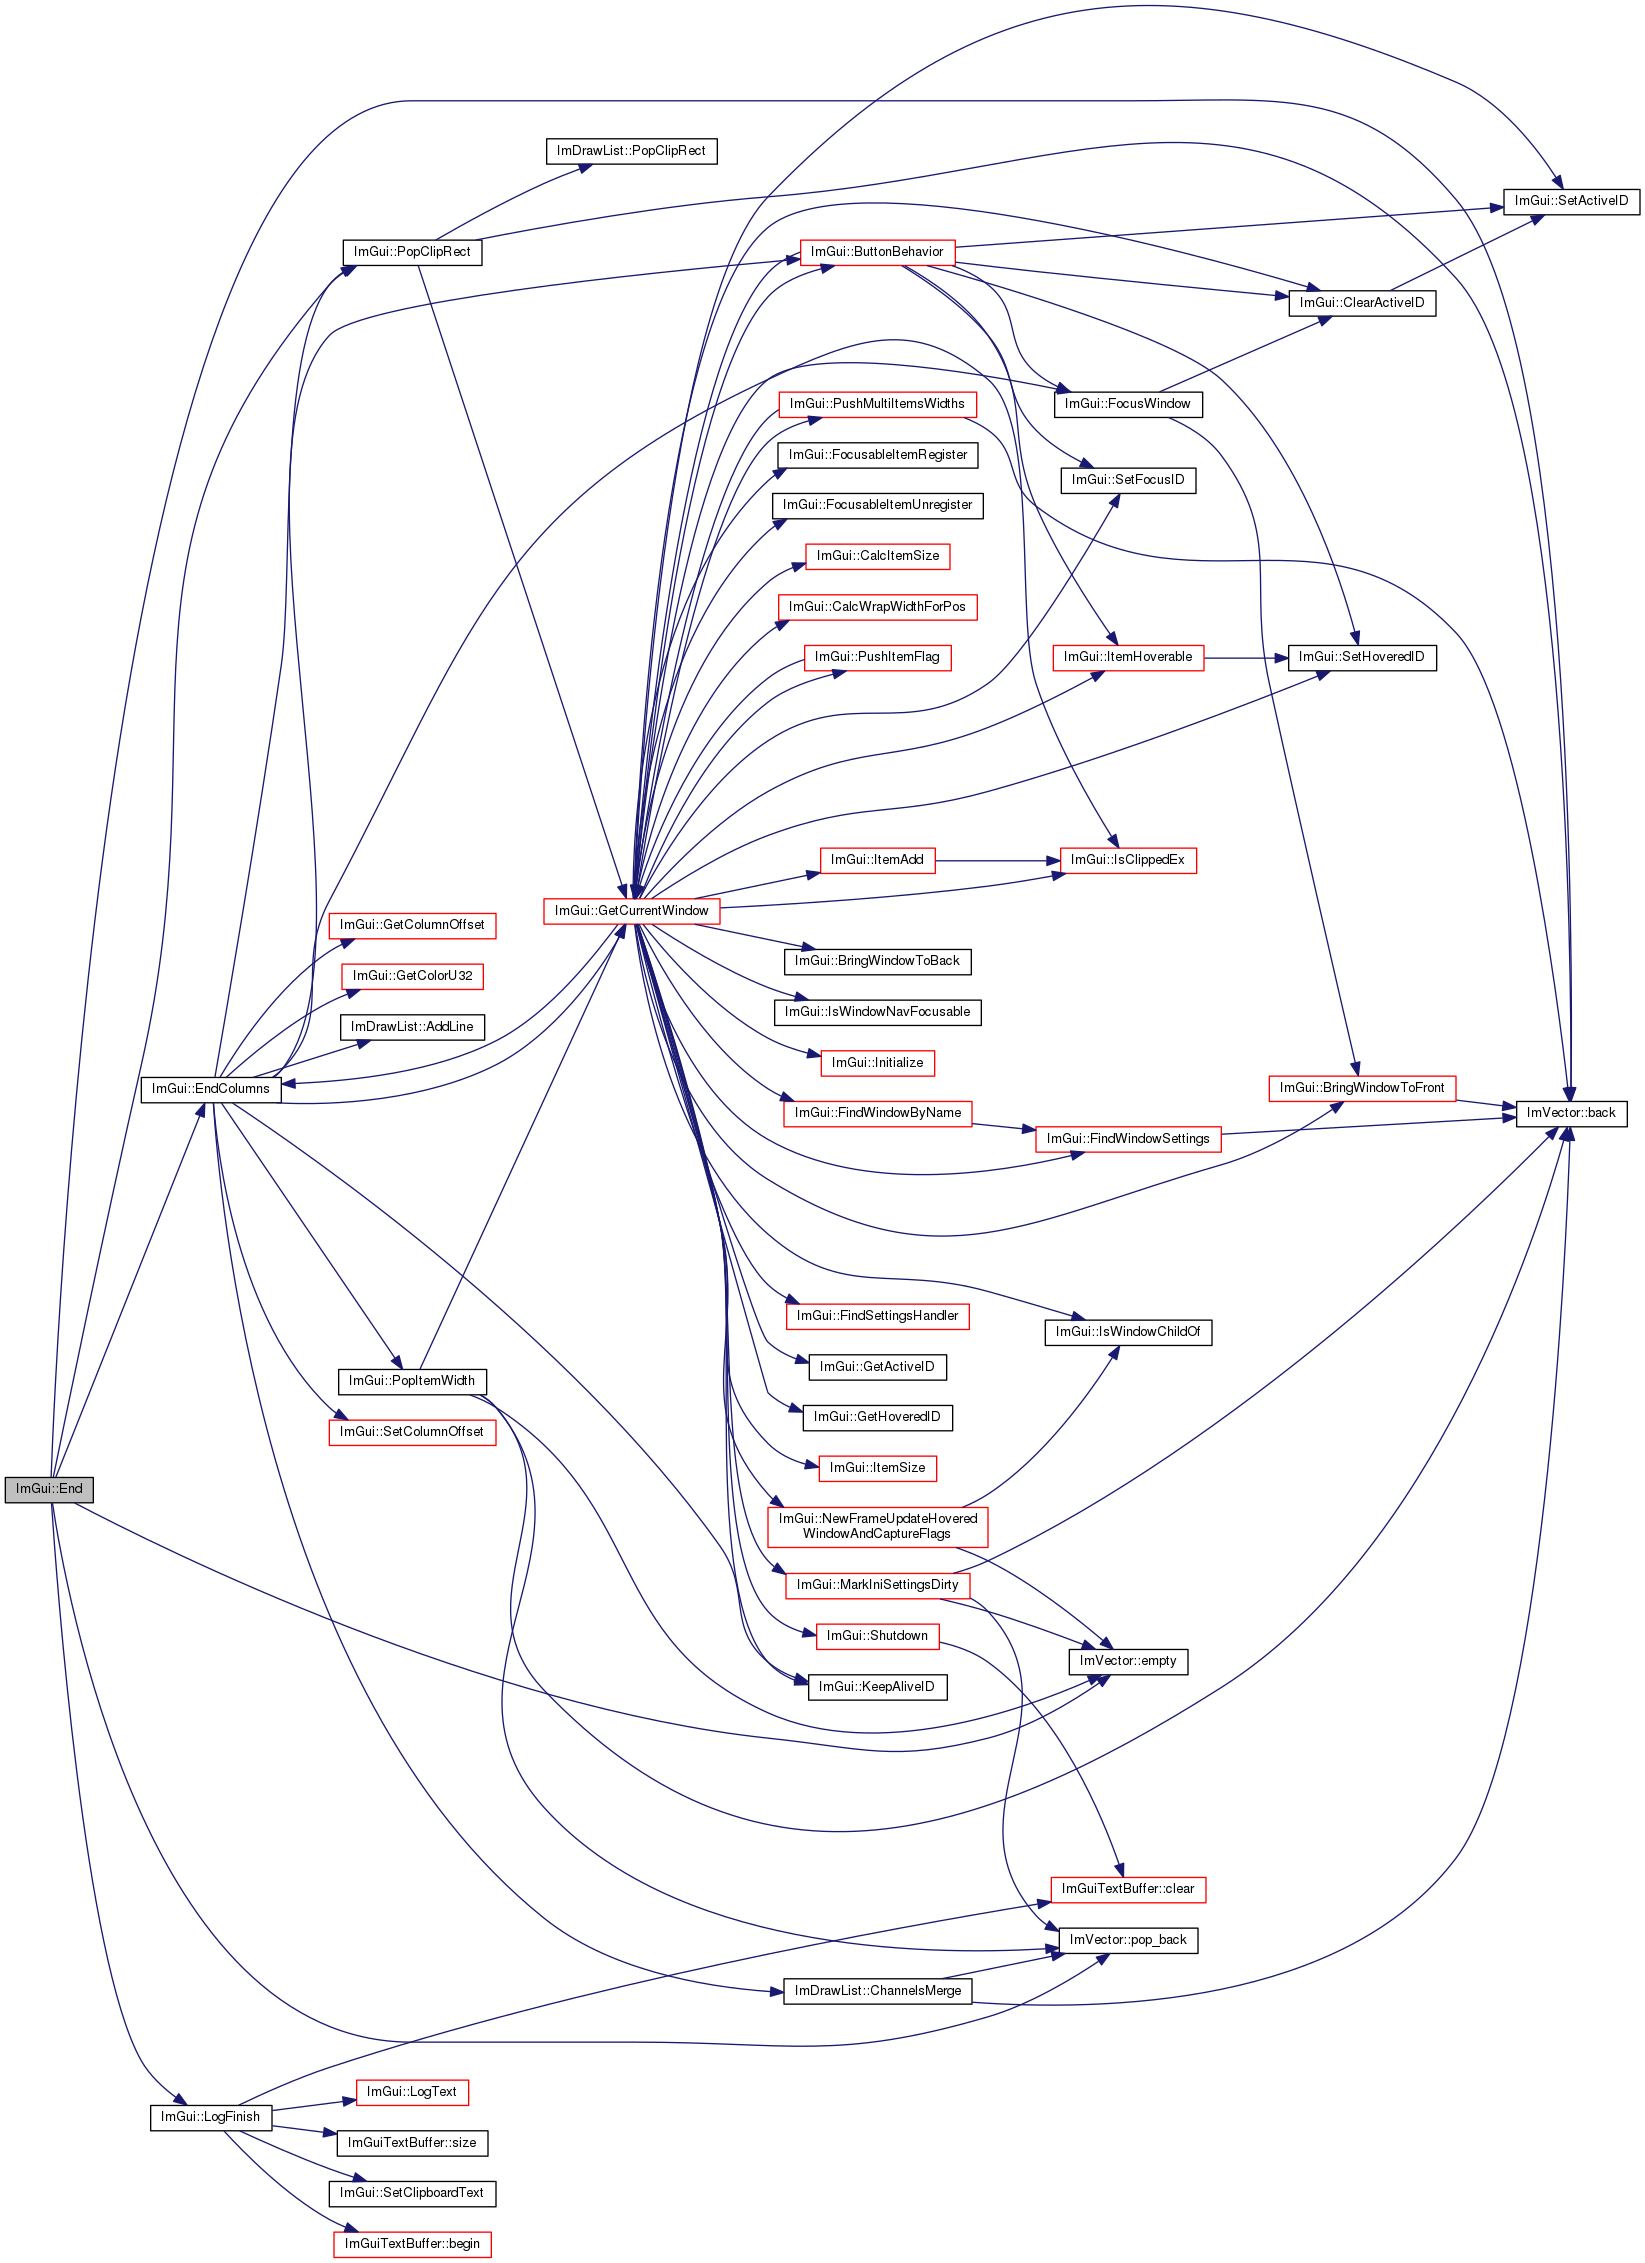 ImDrawList::PopClipRect
ImGui::SetActiveID
ImGui::PopClipRect
ImGui::ButtonBehavior
ImGui::ClearActiveID
ImGui::PushMultiItemsWidths
ImGui::FocusWindow
ImGui::FocusableItemRegister
ImGui::SetFocusID
ImGui::FocusableItemUnregister
ImGui::CalcItemSize
ImGui::CalcWrapWidthForPos
ImGui::PushItemFlag
ImGui::ItemHoverable
ImGui::SetHoveredID
ImGui::ItemAdd
ImGui::IsClippedEx
ImGui::GetCurrentWindow
ImGui::GetColumnOffset
ImGui::BringWindowToBack
ImGui::GetColorU32
ImGui::IsWindowNavFocusable
ImDrawList::AddLine
ImGui::Initialize
ImGui::EndColumns
ImGui::BringWindowToFront
ImGui::FindWindowByName
ImVector::back
ImGui::FindWindowSettings
ImGui::FindSettingsHandler
ImGui::IsWindowChildOf
ImGui::GetActiveID
ImGui::PopItemWidth
ImGui::GetHoveredID
ImGui::SetColumnOffset
ImGui::ItemSize
ImGui::End
ImGui::NewFrameUpdateHovered
WindowAndCaptureFlags
ImGui::MarkIniSettingsDirty
ImGui::Shutdown
ImVector::empty
ImGui::KeepAliveID
ImGuiTextBuffer::clear
ImVector::pop_back
ImDrawList::ChannelsMerge
ImGui::LogText
ImGui::LogFinish
ImGuiTextBuffer::size
ImGui::SetClipboardText
ImGuiTextBuffer::begin